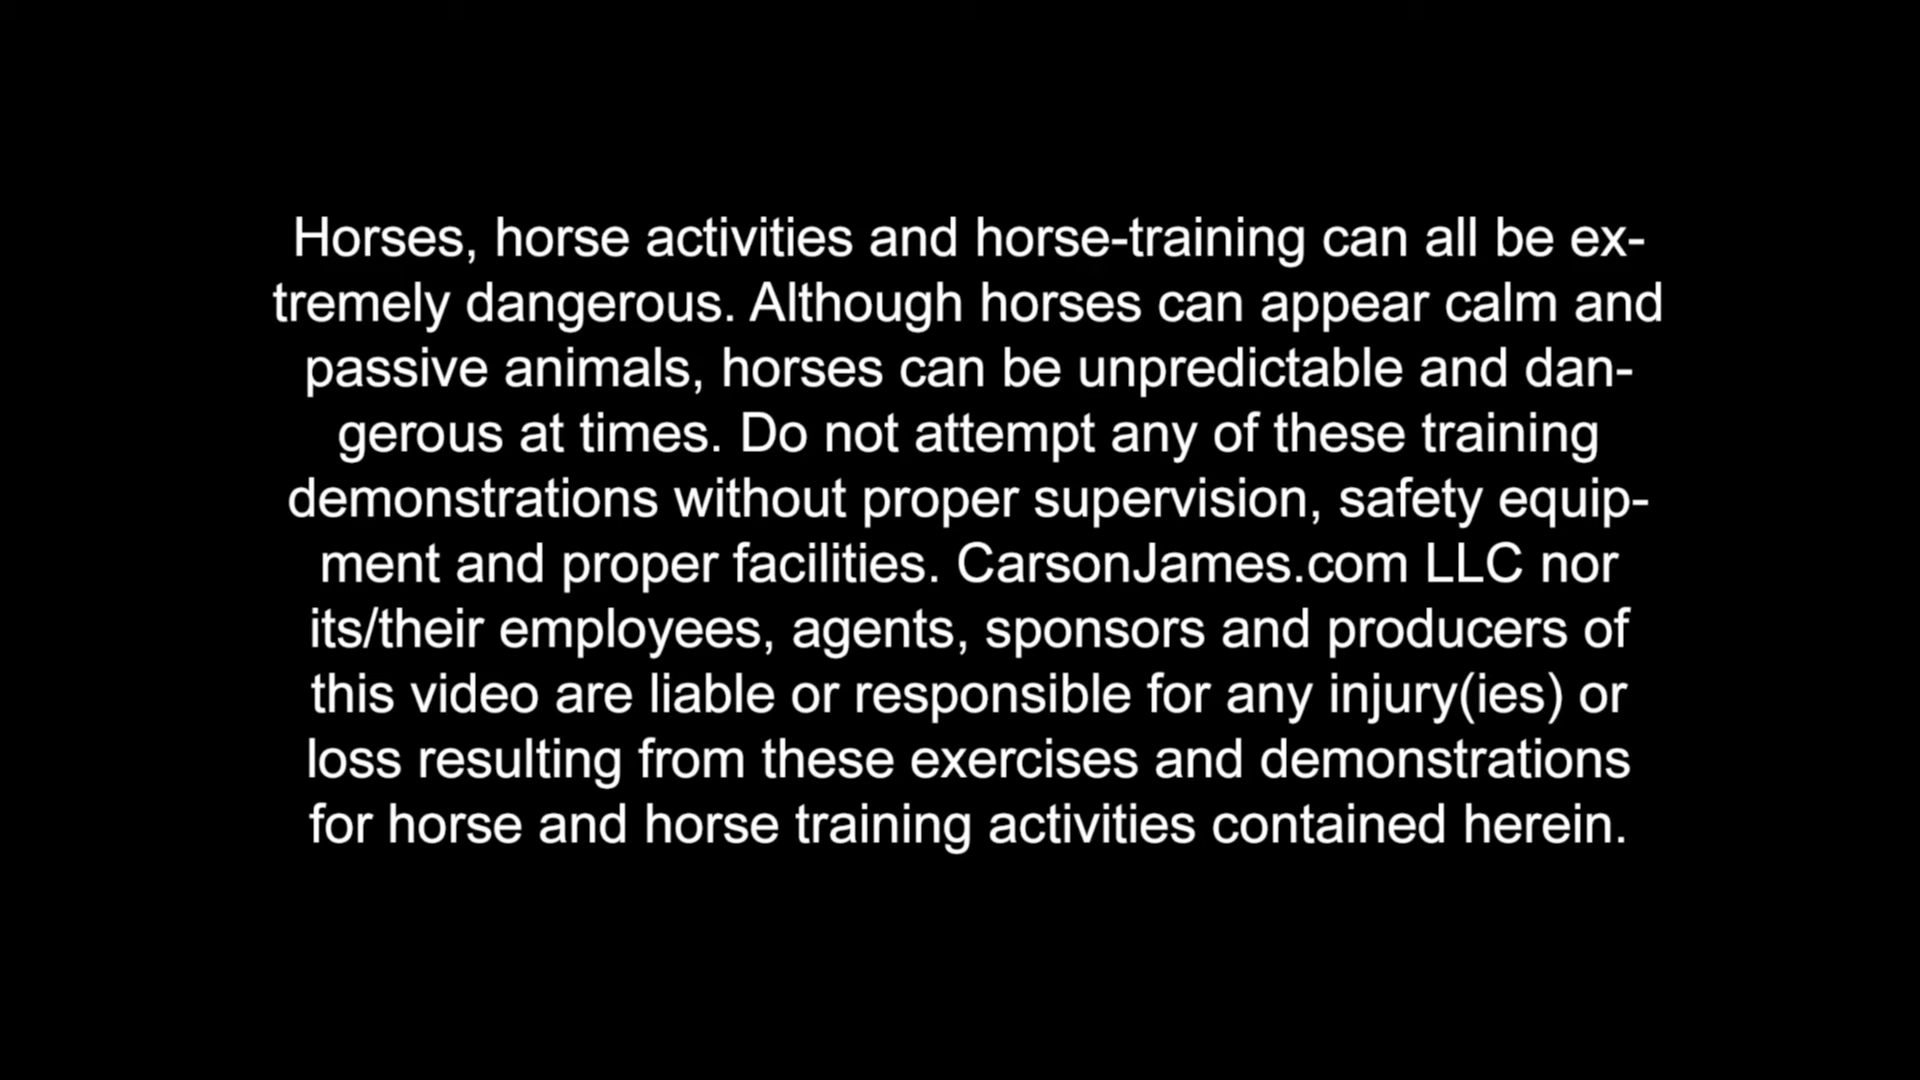 Horses, horse activities and horse-training can all be ex-
tremely dangerous. Although horses can appear calm and
passive animals, horses can be unpredictable and dan-
gerous at times. Do not attempt any of these training
demonstrations without proper supervision, safety equip-
ment and proper facilities. CarsonJames.com LLC nor
its/their employees, agents, sponsors and producers of
this video are liable or responsible for any injury(ies) or
loss resulting from these exercises and demonstrations
for horse and horse training activities contained herein.